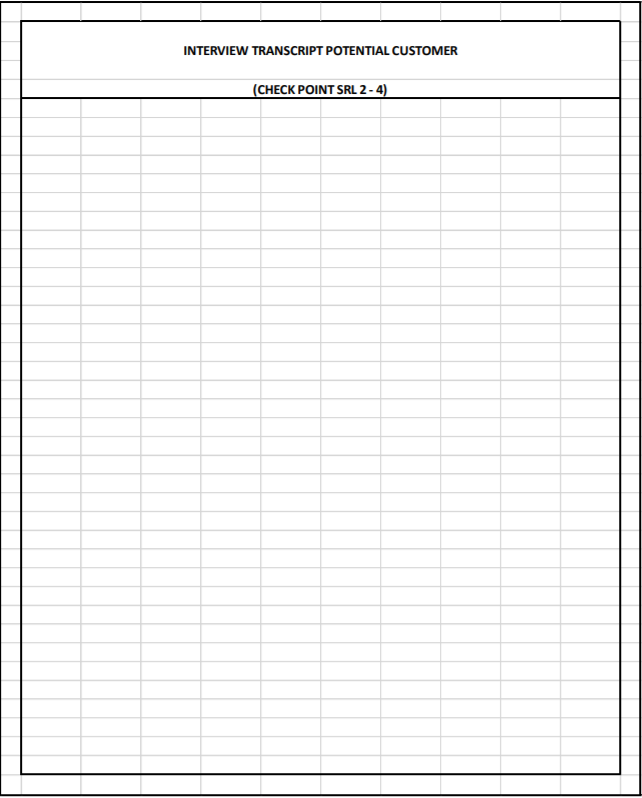 INTERVIEW TRANSCRIPT POTENTIAL CUSTOMER
(CHECK POINT SRL 2 - 4)